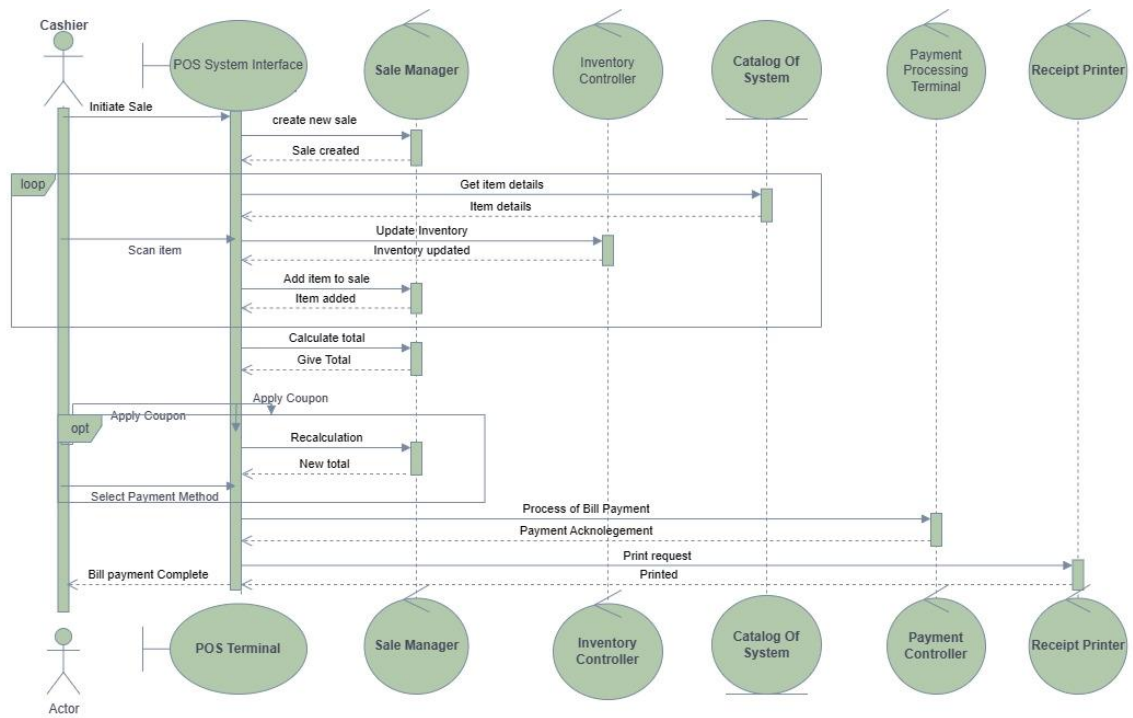 Cashier
POS System Interface
Sale Manager
Inventory
Controller
Catalog Of
System
Payment
Processing
Terminal
Receipt Printer
Initiate Sale
create new sale
Sale created
loop
Get item details
Item details
Update Inventory
Scan item
Inventory updated
Add item to sale
Item added
Calculate total
Give Total
Apply Coupon
Apply Coupon
opt
Recalculation
New total
Select Payment Method
Process of Bill Payment
Payment Acknolegement
Print request
Bill payment Complete
Printed
POS Terminal
Sale Manager
Inventory
Controller
Catalog Of
System
Payment
Controller
Receipt Printer
Actor